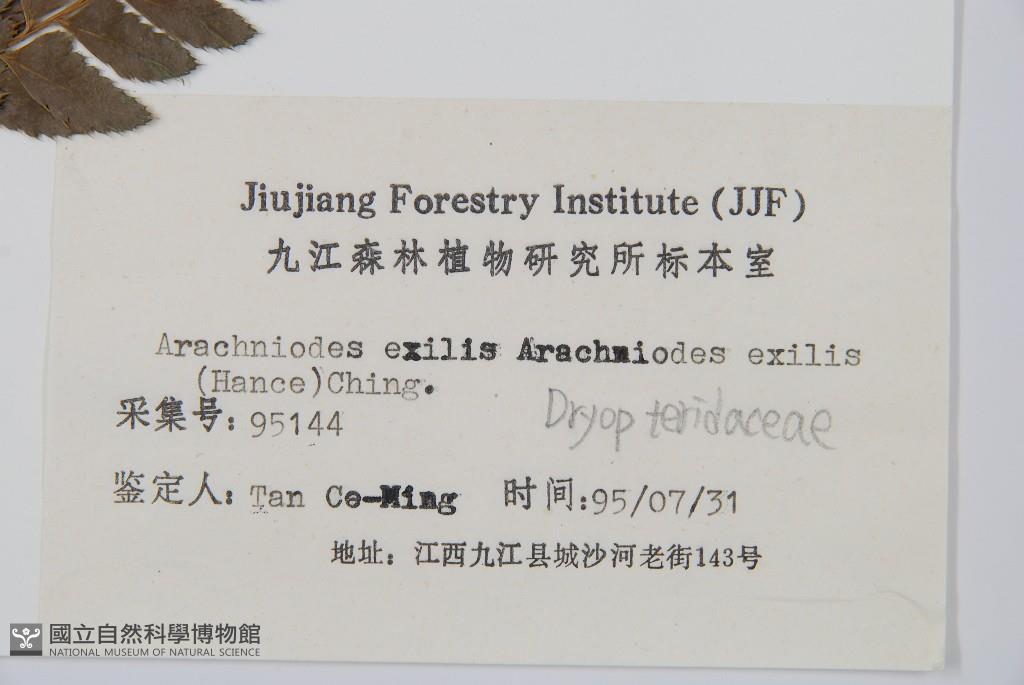 Jiujiang Forestry Institute (JJF)
九江森林植物研究所标本室
Arachniodes exilis Arachniodes exilis
(Hance)Ching.
Dryopteridaceae
采集号: 95144
鉴定人: Tan Ce-Ming 时间:95/07/31
地址: 江西九江县城沙河老街143号
國立自然科學博物館
NATIONAL MUSEUM OF NATURAL SCIENCE